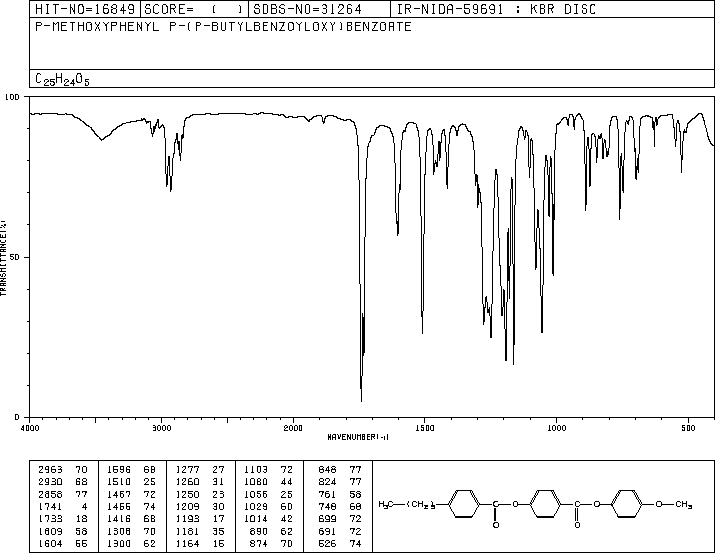 HIT-NO=16849 SCORE= ( ) SDBS-NO=31264 IR-NIDA-59691 : KBR DISC
P-METHOXYPHENYL P-(P-BUTYLBENZOYLOXY)BENZOATE
C25H24O5
100
50
0
TRANSMITTANCE(%)
4000 3000 2000 1500 1000 500
WAVENUMBER(-1)
2963 70 1596 68 1277 27 1103 72 848 77
2930 68 1510 25 1260 31 1080 44 824 77
2858 77 1467 72 1250 23 1056 25 761 58
1741 4 1456 74 1209 30 1029 60 748 68
1733 18 1416 68 1193 17 1014 42 699 72
1609 58 1308 70 1181 35 890 62 691 72
1604 55 1300 62 1164 16 874 70 526 74
H3C (CH2)3 C O C O O CH3
O O